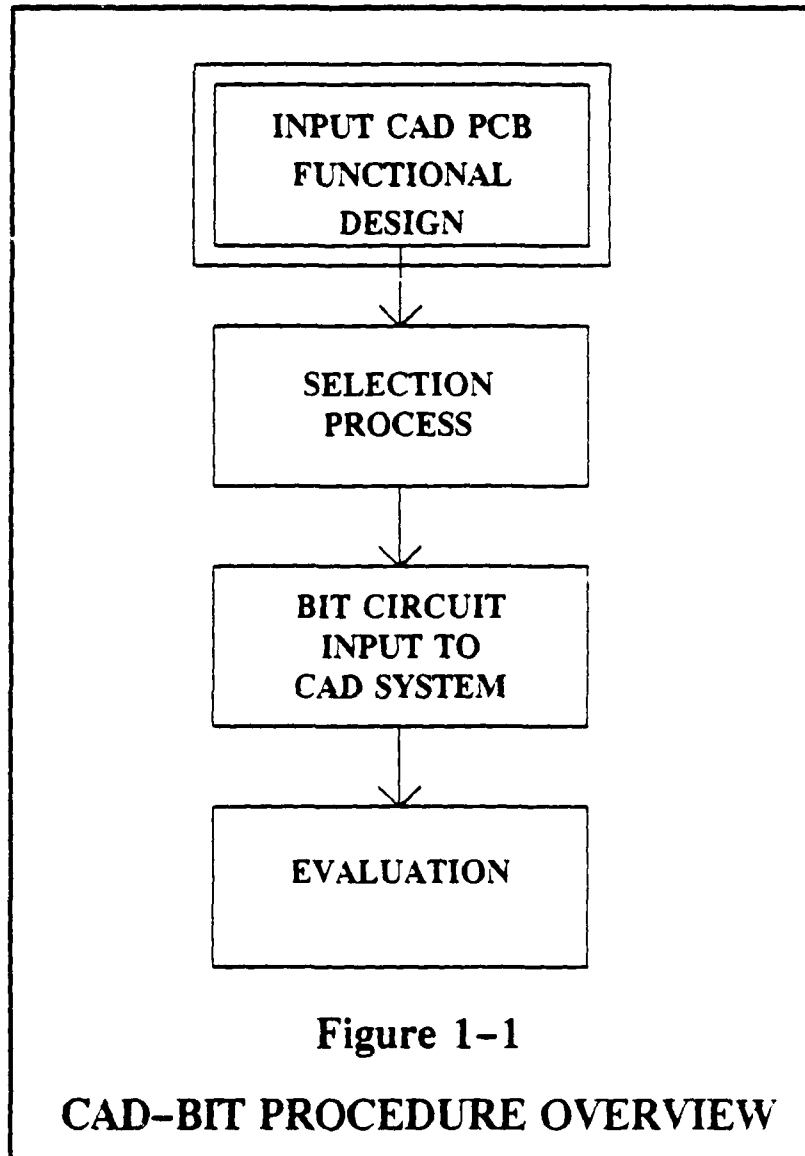 INPUT CAD PCB
FUNCTIONAL
DESIGN
SELECTION
PROCESS
BIT CIRCUIT
INPUT TO
CAD SYSTEM
EVALUATION
Figure 1-1
CAD-BIT PROCEDURE OVERVIEW